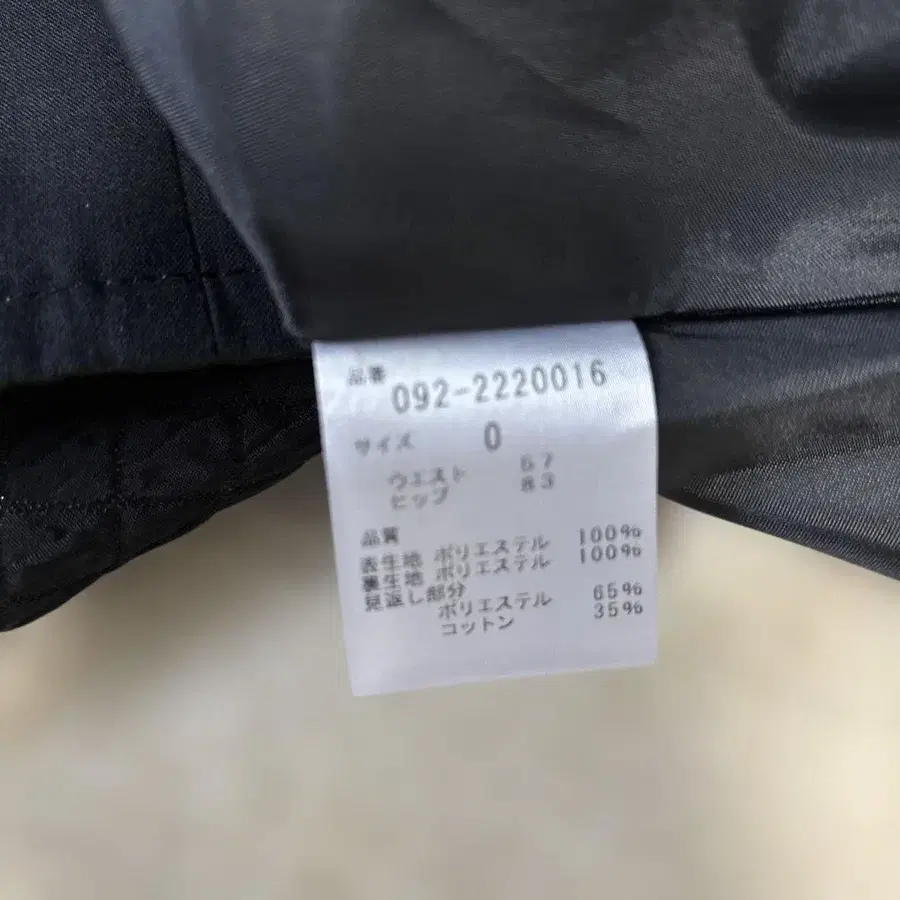 品番 092-2220016
サイズ 0
ウエスト 67
ヒップ 83
品質
表生地 ポリエステル 100%
裏生地 ポリエステル 100%
見返し部分
ポリエステル 65%
コットン 35%